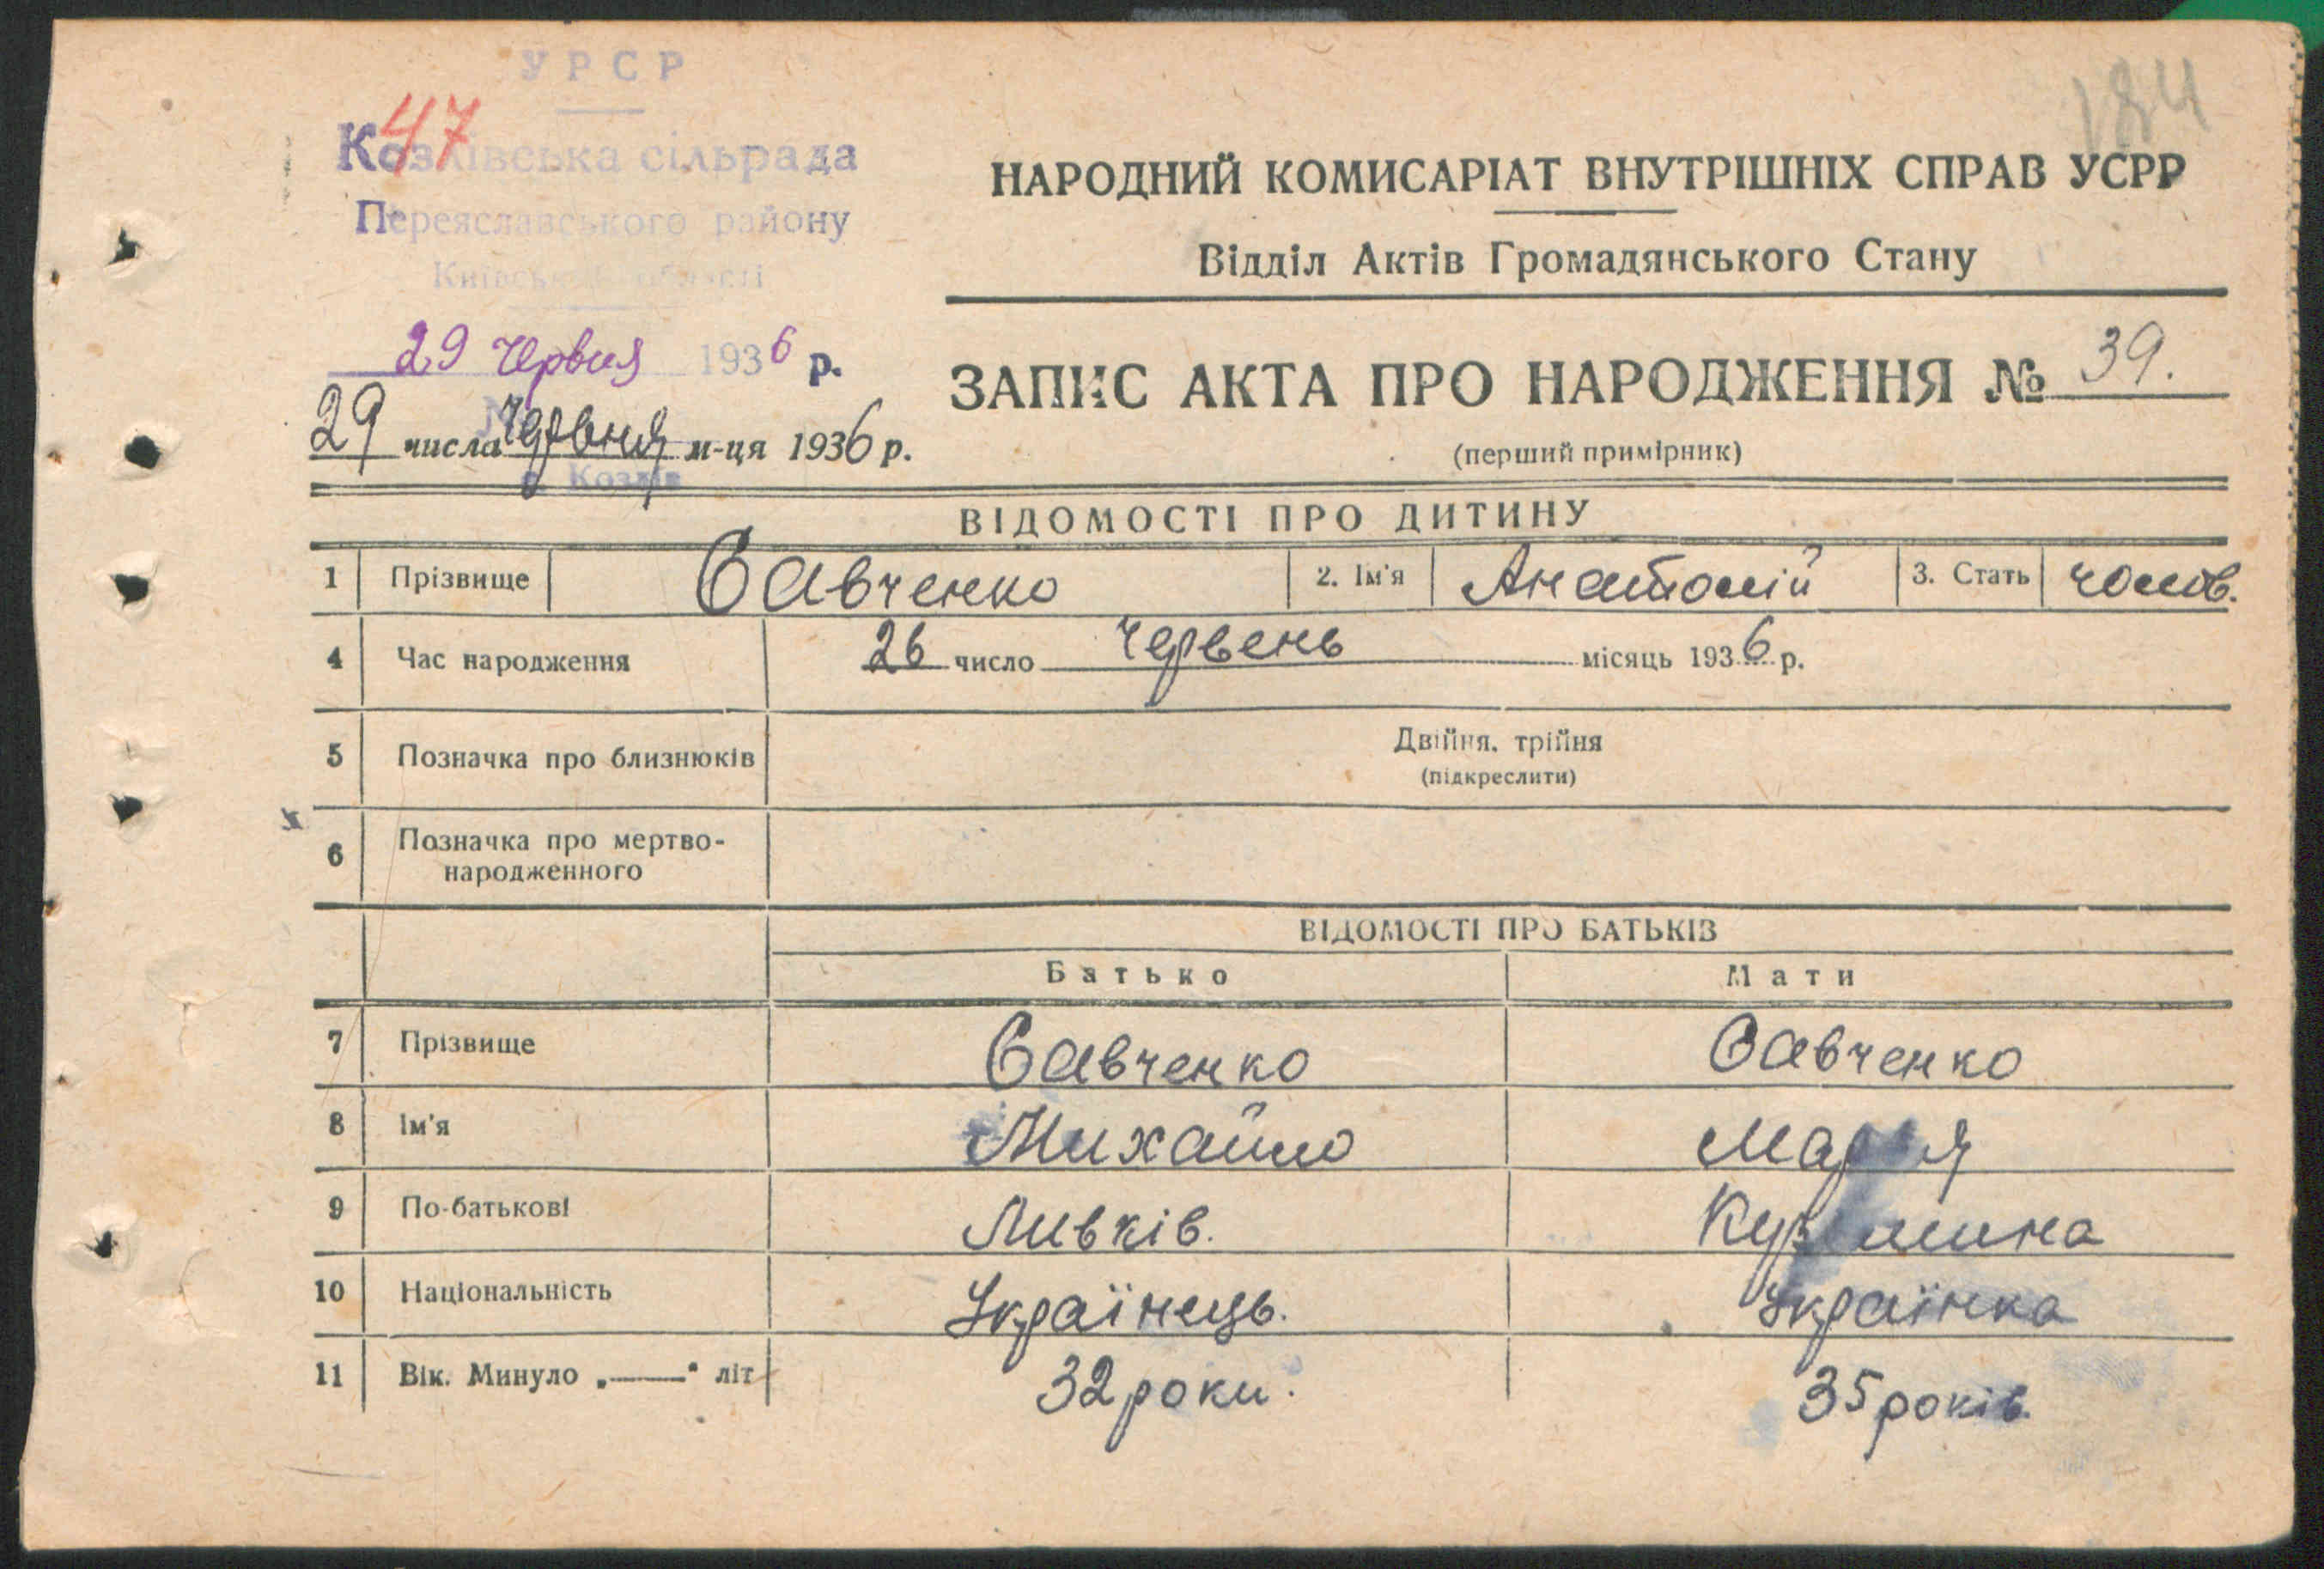 УРСР
47
Козлівська сільрада
Переяславського району
Київської області
29 червня 1936 р.
29 числа червня м-ця 1936 р.
с. Козлів
184
НАРОДНИЙ КОМИСАРІАТ ВНУТРІШНІХ СПРАВ УСРР
Відділ Актів Громадянського Стану
ЗАПИС АКТА ПРО НАРОДЖЕННЯ № 39.
(перший примірник)
ВІДОМОСТІ ПРО ДИТИНУ
1 Прізвище Савченко 2. Ім'я Анатолій 3. Стать чолов.
4 Час народження 26 число червень місяць 1936 р.
5 Позначка про близнюків Двійня, трійня
(підкреслити)
6 Позначка про мертво-
народженного
ВІДОМОСТІ ПРО БАТЬКІВ
Батько Мати
7 Прізвище Савченко Савченко
8 Ім'я Михайло Марія
9 По-батькові
10 Національність Українець. Українка
11 Вік. Минуло „——" літ 32 роки. 35 років.